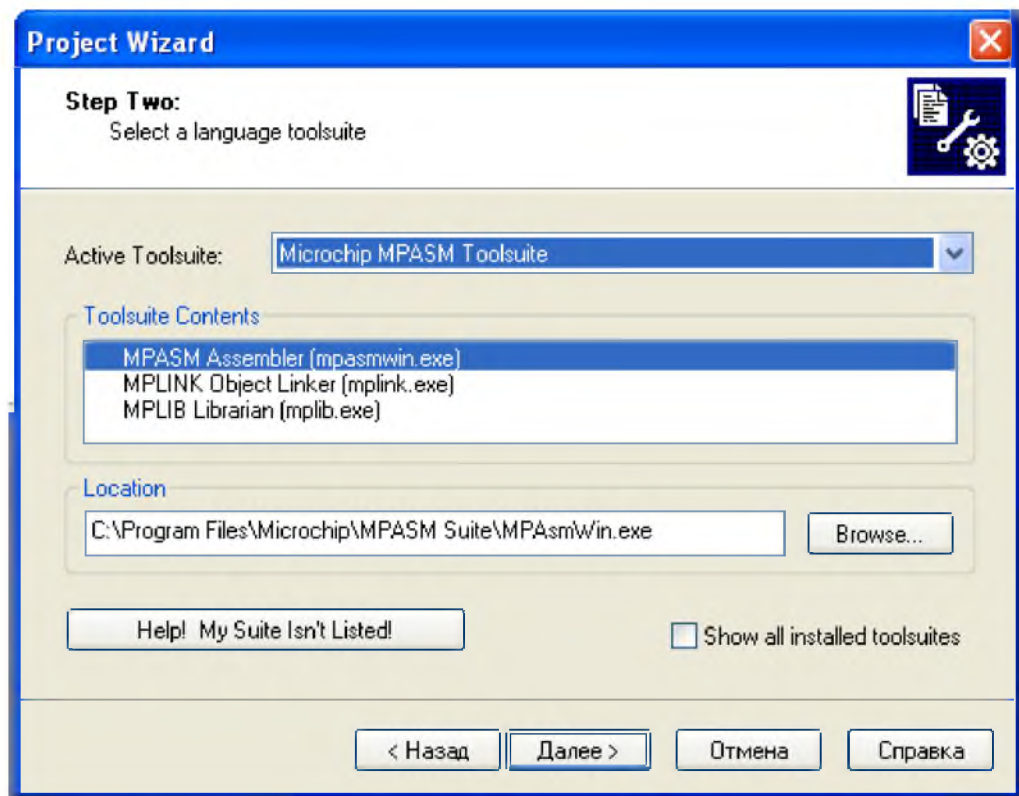 Project Wizard
Step Two:
Select a language toolsuite
Active Toolsuite: Microchip MPASM Toolsuite
Toolsuite Contents
MPASM Assembler (mpasmwin.exe)
MPLINK Object Linker (mplink.exe)
MPLIB Librarian (mplib.exe)
Location
C:\Program Files\Microchip\MPASM Suite\MPAsmWin.exe Browse...
Help! My Suite Isn't Listed! Show all installed toolsuites
< Назад Далее > Отмена Справка